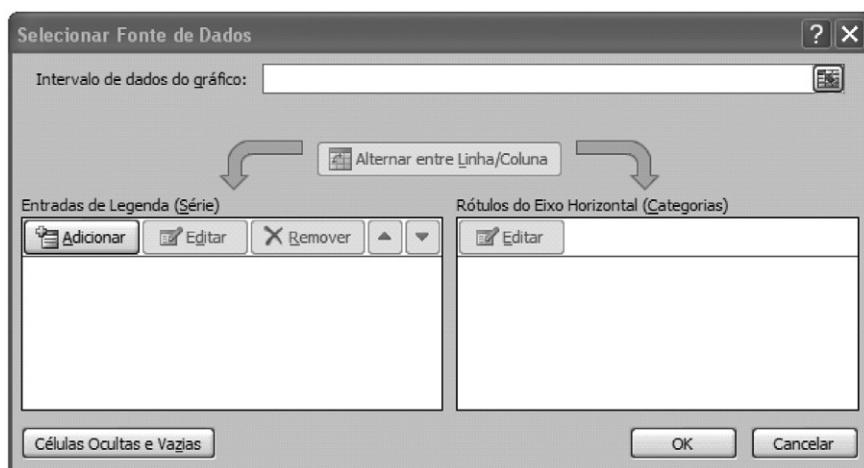 Selecionar Fonte de Dados
Intervalo de dados do gráfico:
Alternar entre Linha/Coluna
Entradas de Legenda (Série)
Rótulos do Eixo Horizontal (Categorias)
Adicionar Editar Remover
Editar
Células Ocultas e Vazias
OK Cancelar